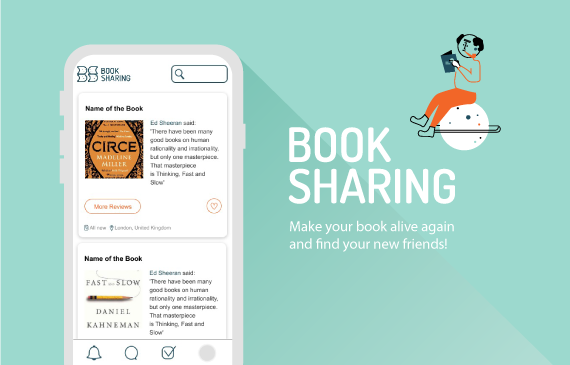 BOOK
SHARING
Name of the Book
CIRCE
MADELINE
MILLER
Ed Sheeran said:
"There have been many
good books on human
rationality and irrationality,
but only one masterpiece.
That masterpiece
is Thinking, Fast and
Slow"
More Reviews
All new London, United Kingdom
Name of the Book
FAST AND SLOW
DANIEL
KAHNEMAN
Ed Sheeran said:
"There have been many
good books on human
rationality and irrationality,
but only one masterpiece.
That masterpiece
is Thinking, Fast and
Slow"
BOOK
SHARING
Make your book alive again
and find your new friends!